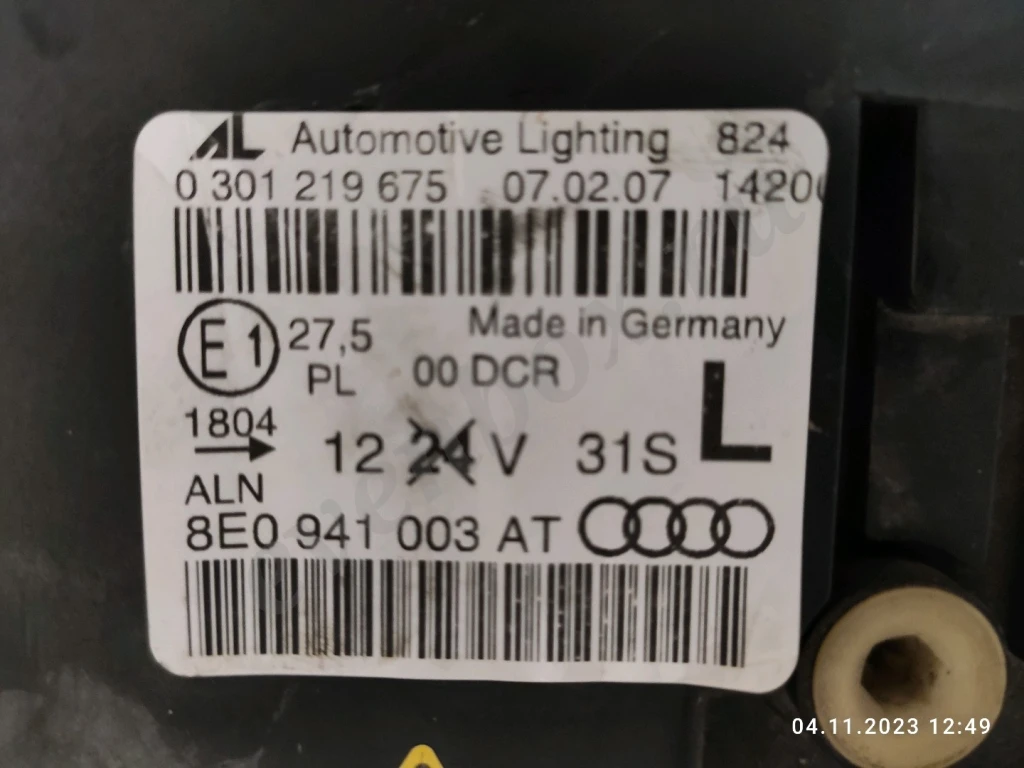 AL Automotive Lighting 824
0 301 219 675 07.02.07 1420
E1 27,5 Made in Germany
PL 00 DCR
1804
12 24 V 31S L
ALN
8E0 941 003 AT
04.11.2023 12:49